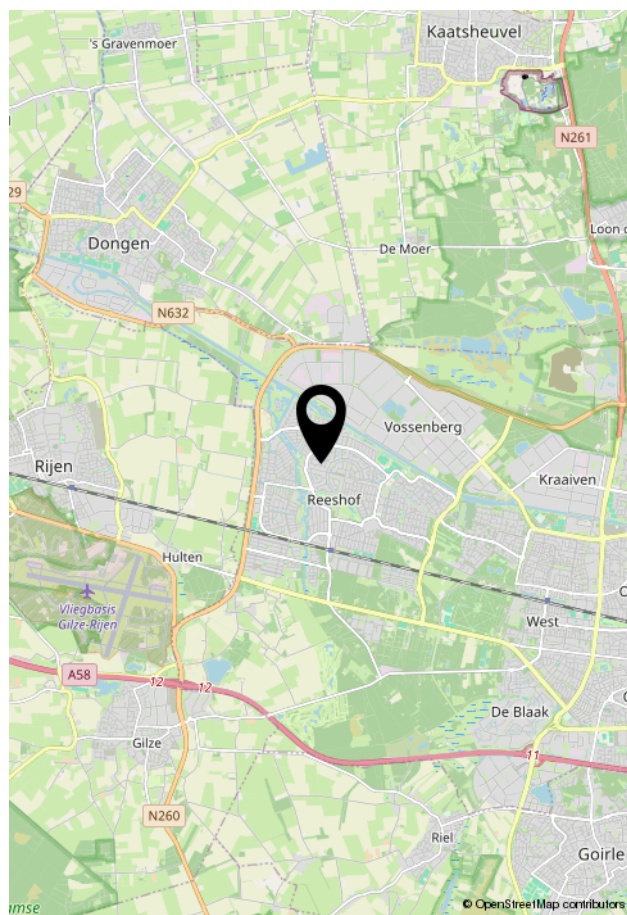 Kaatsheuvel
's Gravenmoer
N261
29
Loon o
Dongen
De Moer
N632
Vossenberg
Rijen
Kraaiven
Reeshof
Hulten
Vliegbasis
Gilze-Rijen
West
A58
12
12
De Blaak
Gilze
11
N260
Riel
Goirle
mse
© OpenStreetMap contributors